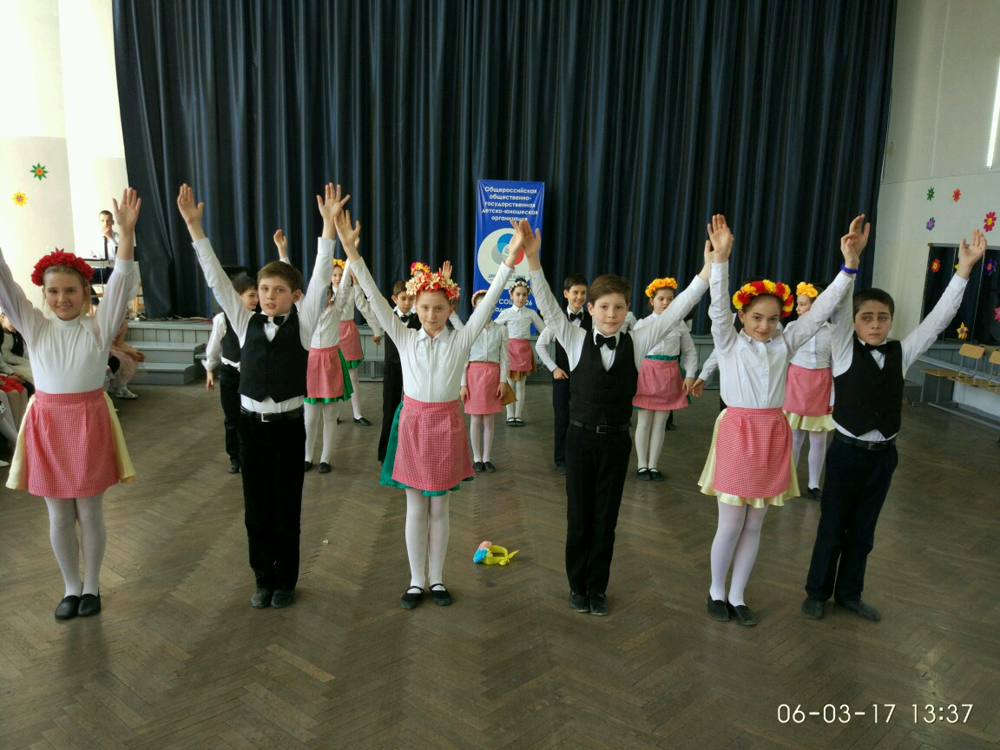 Общероссийская
общественно-
государственная
детско-юношеская
организация
06-03-17 13:37